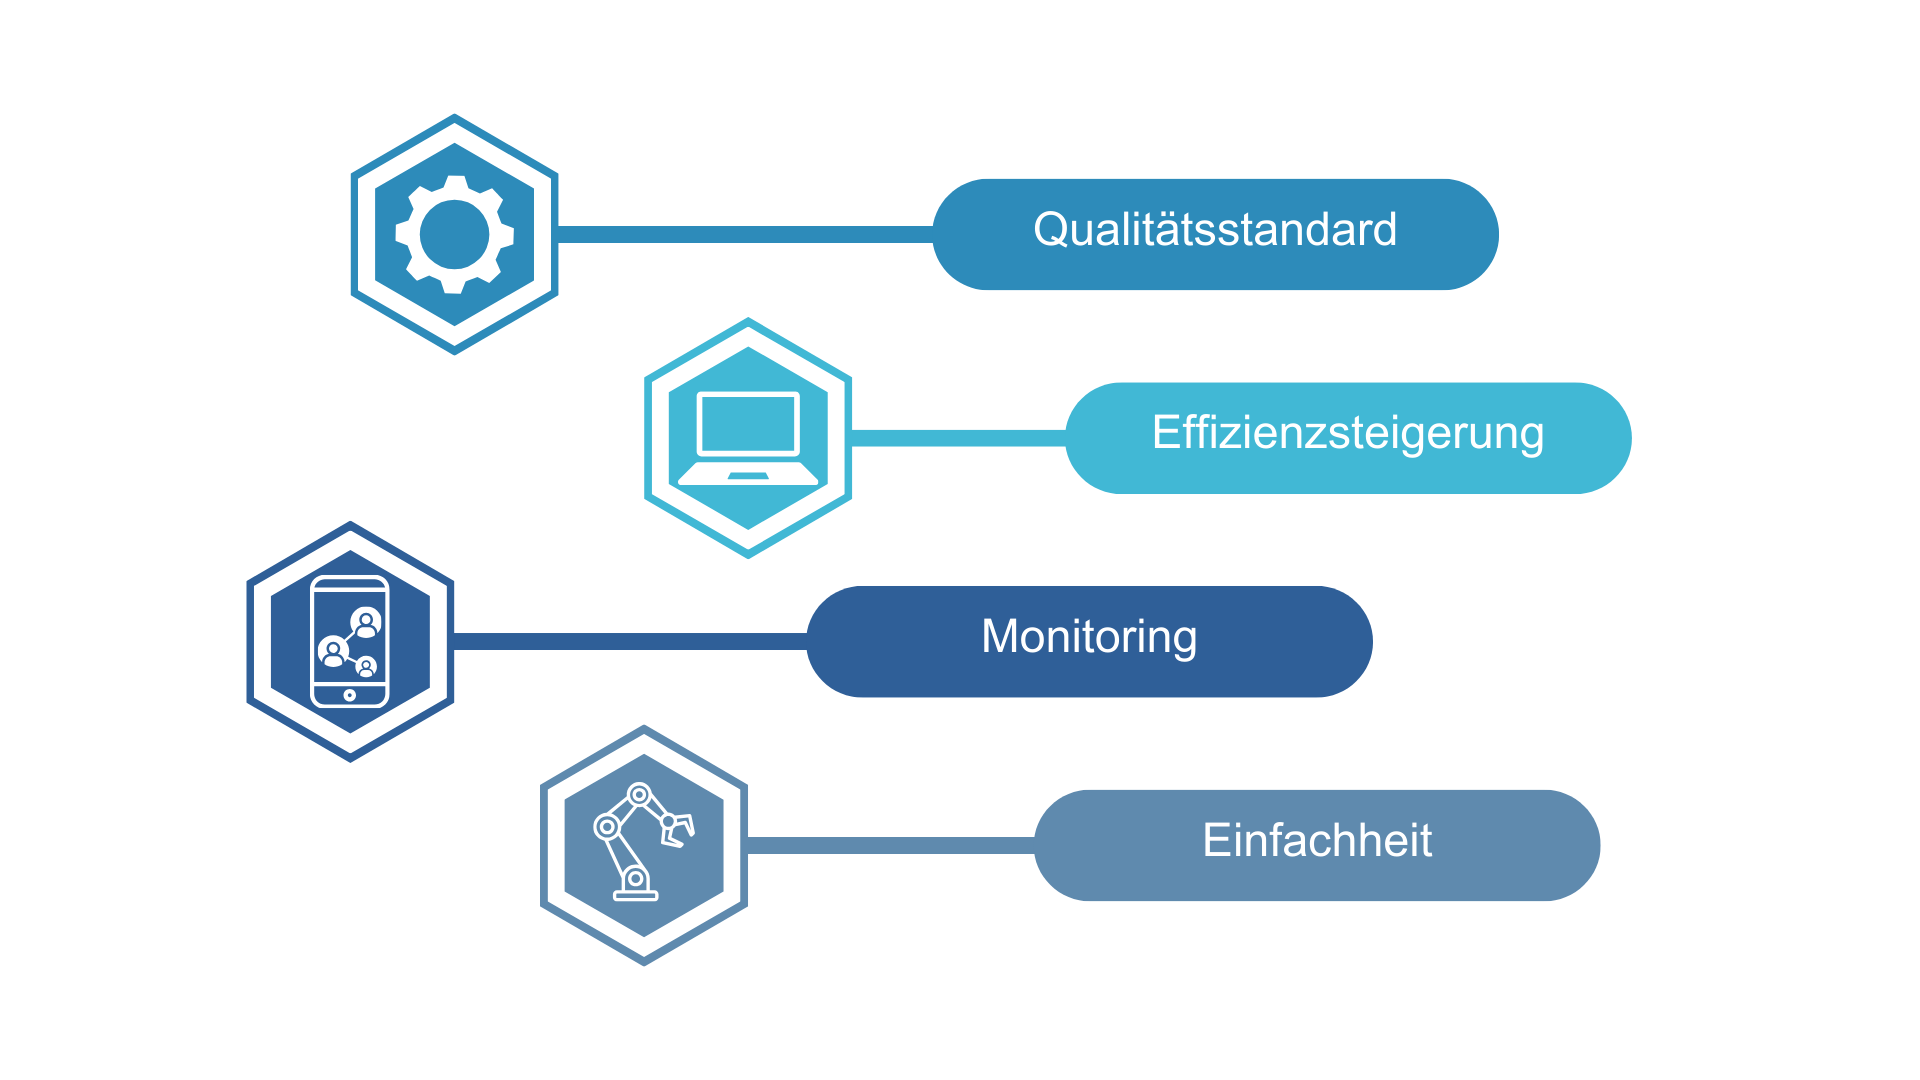 Qualitätsstandard
Effizienzsteigerung
Monitoring
Einfachheit